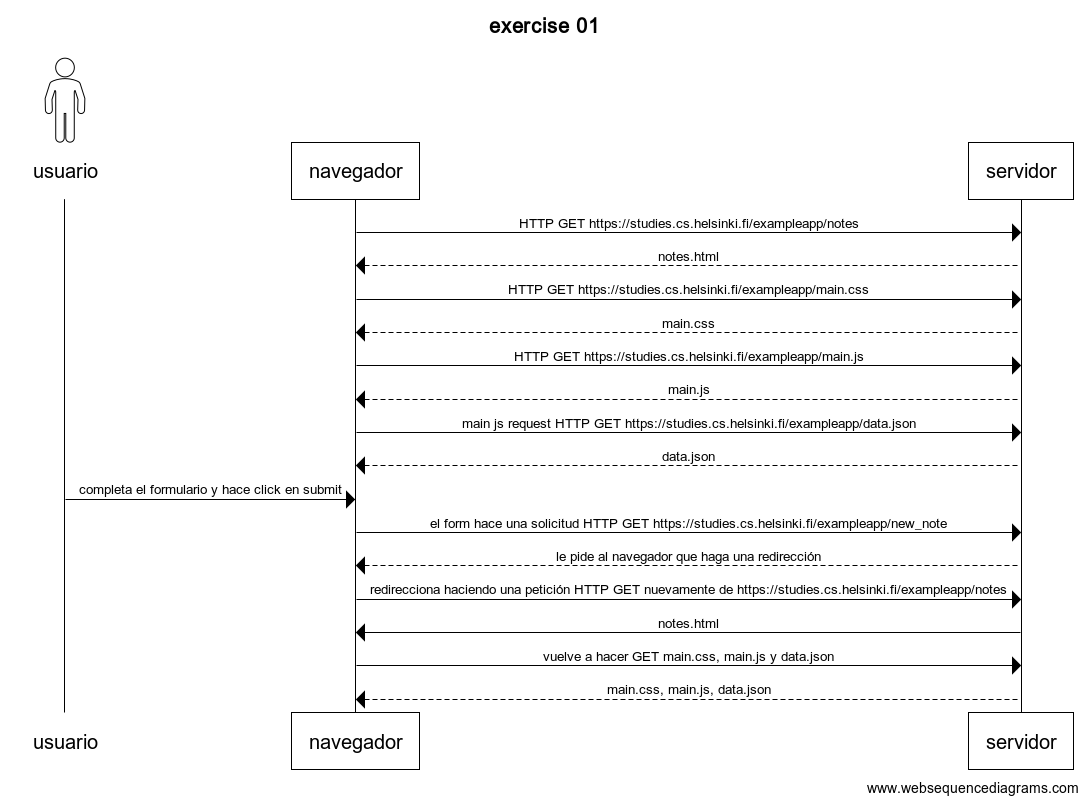 exercise 01
usuario
navegador
servidor
HTTP GET https://studies.cs.helsinki.fi/exampleapp/notes
notes.html
HTTP GET https://studies.cs.helsinki.fi/exampleapp/main.css
main.css
HTTP GET https://studies.cs.helsinki.fi/exampleapp/main.js
main.js
main js request HTTP GET https://studies.cs.helsinki.fi/exampleapp/data.json
data.json
completa el formulario y hace click en submit
el form hace una solicitud HTTP GET https://studies.cs.helsinki.fi/exampleapp/new_note
le pide al navegador que haga una redirección
redirecciona haciendo una petición HTTP GET nuevamente de https://studies.cs.helsinki.fi/exampleapp/notes
notes.html
vuelve a hacer GET main.css, main.js y data.json
main.css, main.js, data.json
usuario
navegador
servidor
www.websequencediagrams.com